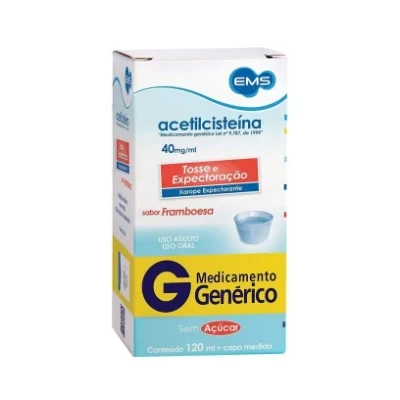 EMS
acetilcisteína
"Medicamento genérico Lei nº 9.787, de 1999"
40mg/ml
Tosse e
Expectoração
Xarope Expectorante
sabor Framboesa
USO ADULTO
USO ORAL
G Medicamento
Genérico
Sem Açúcar
Conteúdo 120 ml + copo medida